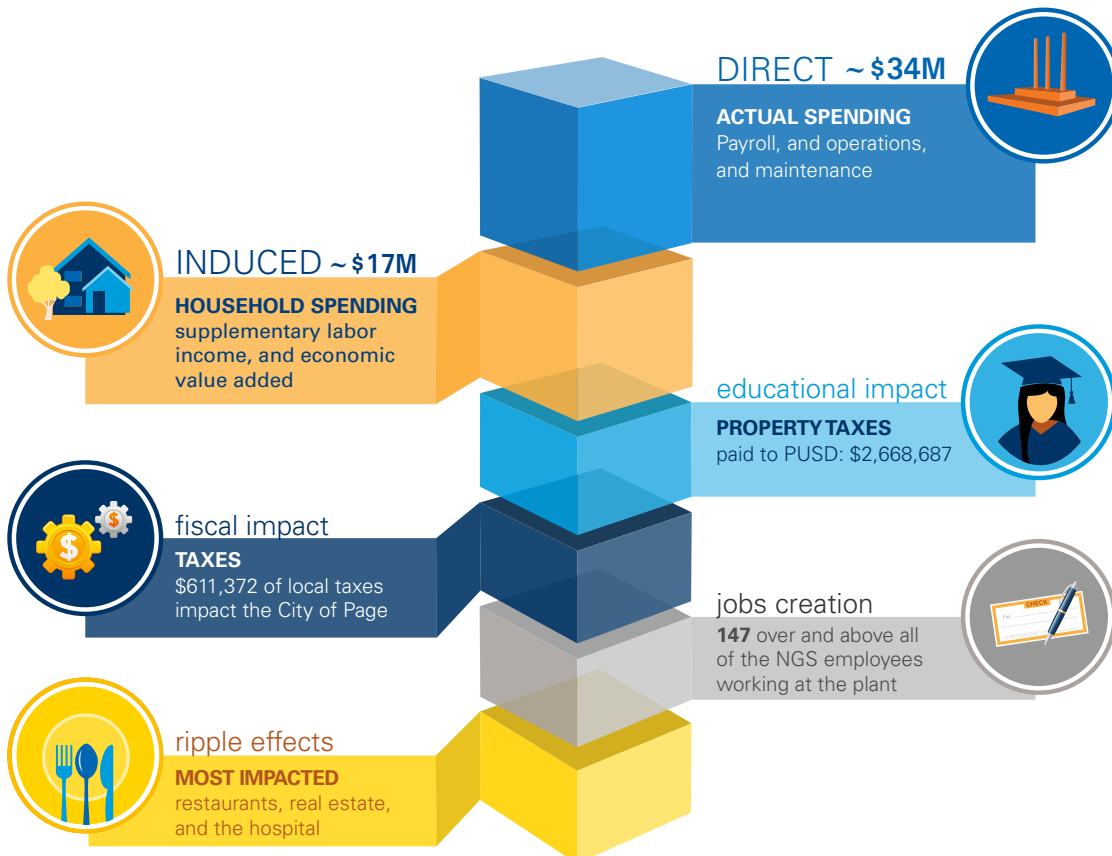 DIRECT ~ $34M
ACTUAL SPENDING
Payroll, and operations,
and maintenance
INDUCED ~ $17M
HOUSEHOLD SPENDING
supplementary labor
income, and economic
value added
educational impact
PROPERTY TAXES
paid to PUSD: $2,668,687
fiscal impact
TAXES
$611,372 of local taxes
impact the City of Page
$
$
jobs creation
147 over and above all
of the NGS employees
working at the plant
CHECK
Pay
ripple effects
MOST IMPACTED
restaurants, real estate,
and the hospital